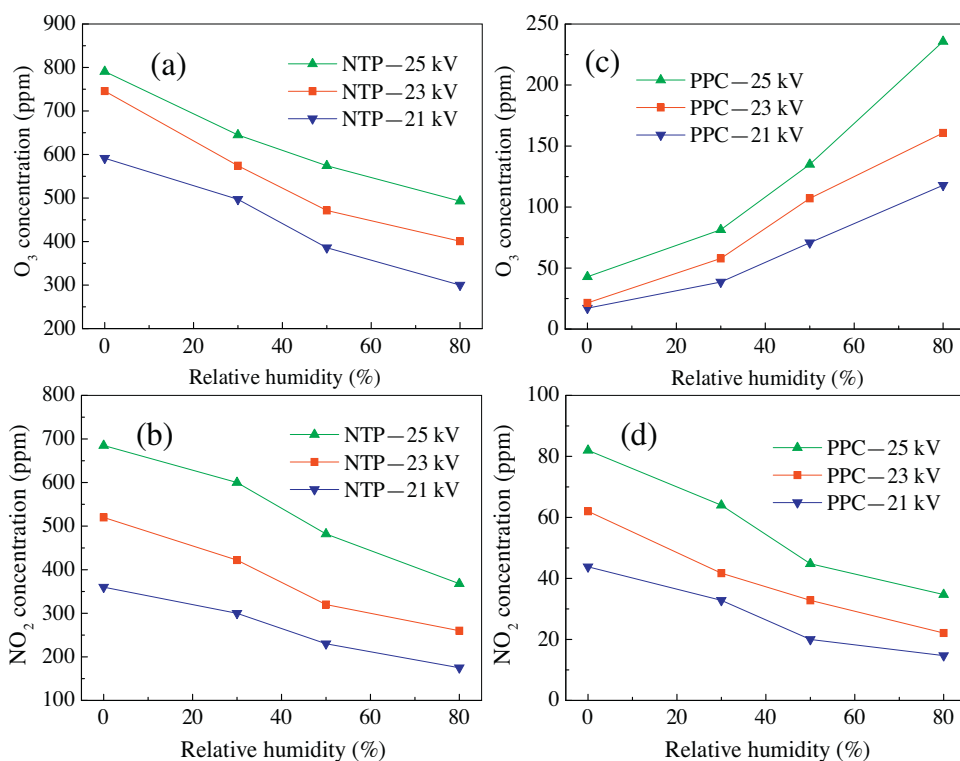 (a)
NTP—25 kV
NTP—23 kV
NTP—21 kV
900
800
700
600
500
400
300
200
0 20 40 60 80
O₃ concentration (ppm)
Relative humidity (%)
(c)
PPC—25 kV
PPC—23 kV
PPC—21 kV
250
200
150
100
50
0
0 20 40 60 80
O₃ concentration (ppm)
Relative humidity (%)
(b)
NTP—25 kV
NTP—23 kV
NTP—21 kV
800
700
600
500
400
300
200
100
0 20 40 60 80
NO₂ concentration (ppm)
Relative humidity (%)
(d)
PPC—25 kV
PPC—23 kV
PPC—21 kV
100
80
60
40
20
0
0 20 40 60 80
NO₂ concentration (ppm)
Relative humidity (%)